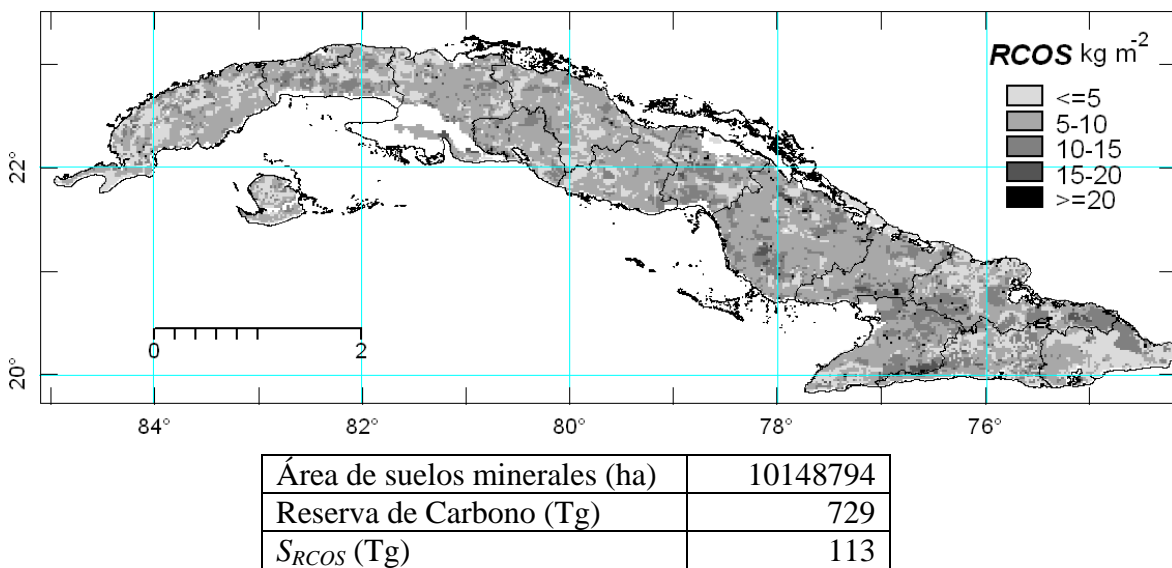 RCOS kg m-2
<=5
5-10
10-15
15-20
>=20
22°
20°
0 2
84° 82° 80° 78° 76°
Área de suelos minerales (ha) 10148794
Reserva de Carbono (Tg) 729
SRCOS (Tg) 113